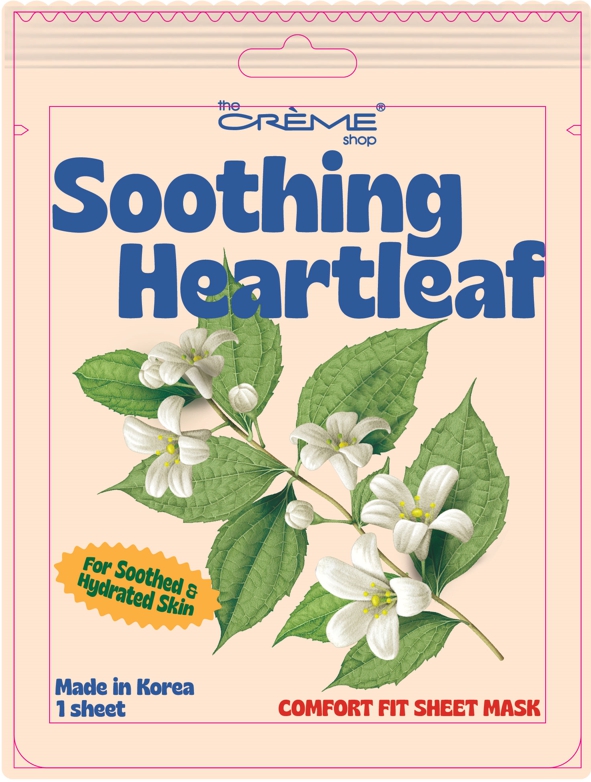 the
CRÈME®
shop
Soothing
Heartleaf
For Soothed &
Hydrated Skin
Made in Korea
1 sheet
COMFORT FIT SHEET MASK